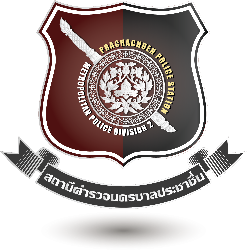 PRACHACHUEN POLICE STATION
METROPOLITAN POLICE DIVISION 2
สถานีตำรวจนครบาลประชาชื่น